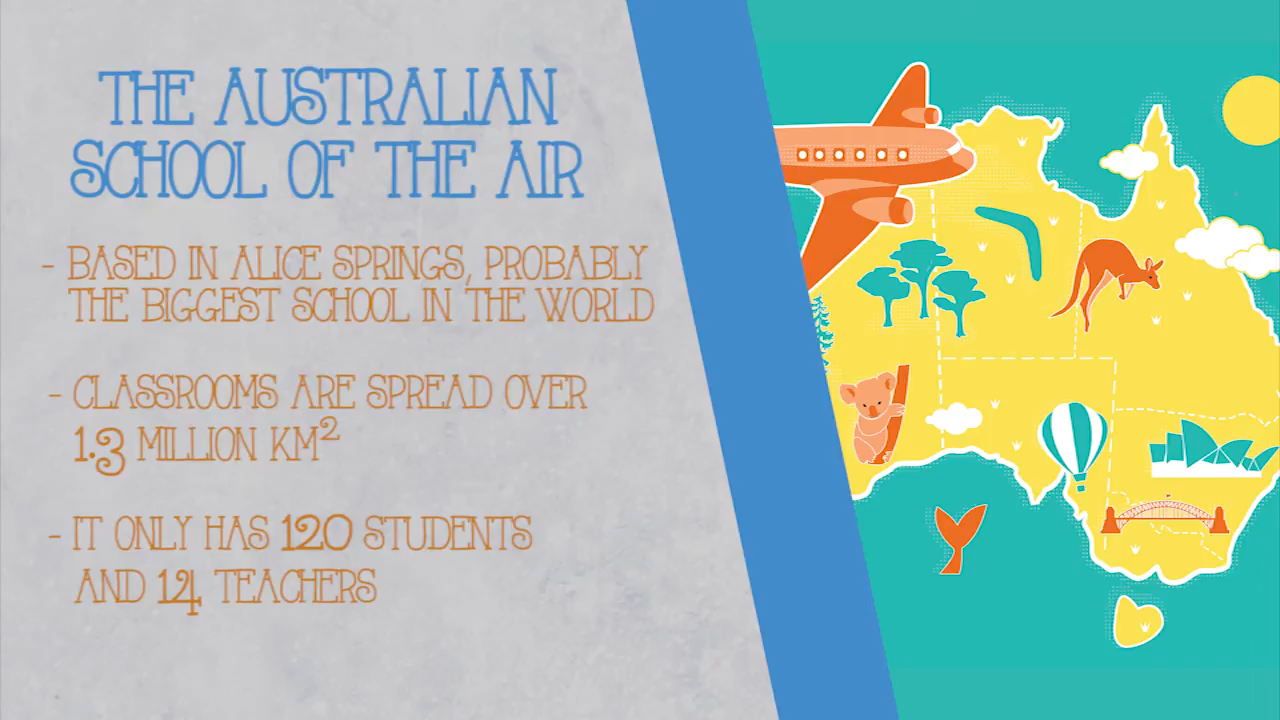 THE AUSTRALIAN
SCHOOL OF THE AIR
- BASED IN ALICE SPRINGS, PROBABLY
THE BIGGEST SCHOOL IN THE WORLD
- CLASSROOMS ARE SPREAD OVER
1.3 MILLION KM²
- IT ONLY HAS 120 STUDENTS
AND 14 TEACHERS